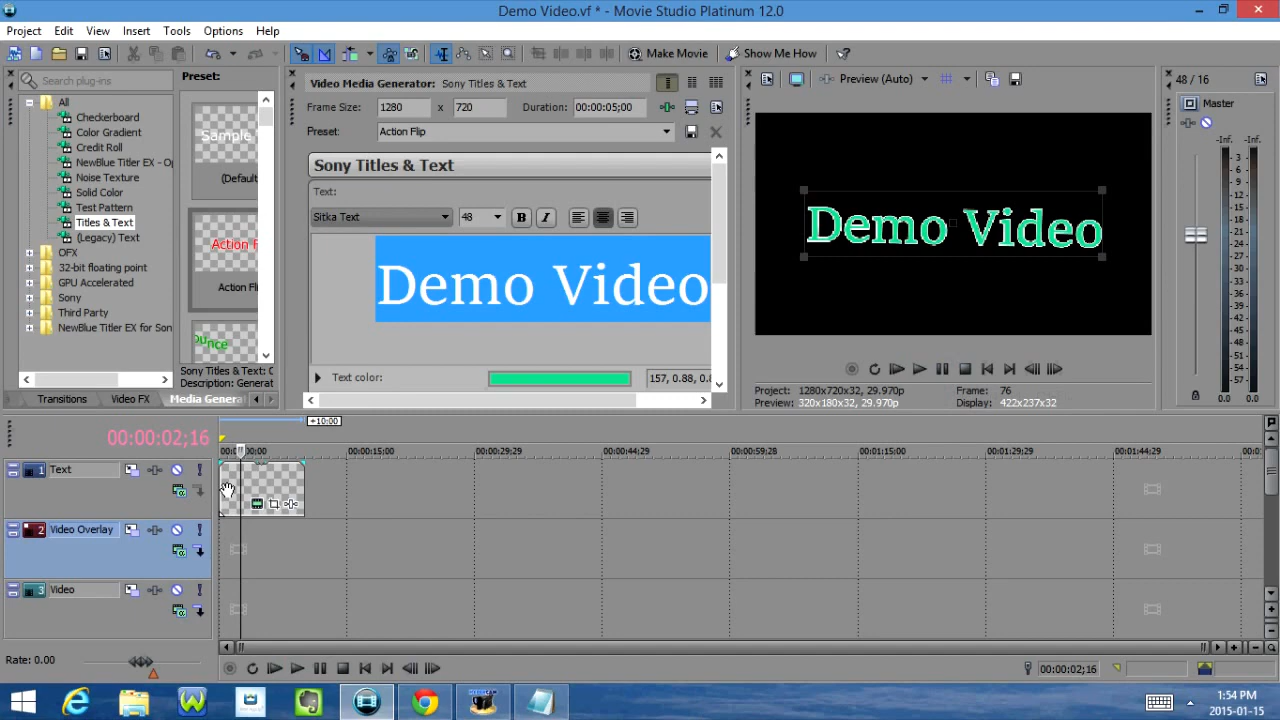 Demo Video.vf * - Movie Studio Platinum 12.0
Project Edit View Insert Tools Options Help
Make Movie Show Me How
Search plug-ins
Preset:
All
Checkerboard
Color Gradient
Credit Roll
NewBlue Titler EX - Op
Noise Texture
Solid Color
Test Pattern
Titles & Text
(Legacy) Text
OFX
32-bit floating point
GPU Accelerated
Sony
Third Party
NewBlue Titler EX for Son
Sample
(Defau
Action F
Action Flip
ounce
Sony Titles & Text: C
Description: Generat
Transitions Video FX Media Genera
Video Media Generator: Sony Titles & Text
Frame Size: 1280 x 720 Duration: 00:00:05;00
Preset: Action Flip
Sony Titles & Text
Text:
Sitka Text 48 B I
Demo Video
Text color: 157, 0.88, 0.8
Preview (Auto)
Demo Video
Project: 1280x720x32, 29.970p Frame: 76
Preview: 320x180x32, 29.970p Display: 422x237x32
48 / 16
Master
-Inf. -Inf.
3
6
9
12
15
18
21
24
27
30
33
36
39
42
45
48
51
54
57
0.0 0.0
00:00:02;16
+10:00
00:00:15;00 00:00:29;29 00:00:44;29 00:00:59;28 00:01:15;00 00:01:29;29 00:01:44;29
1 Text
2 Video Overlay
3 Video
Rate: 0.00
00:00:02;16
1:54 PM
2015-01-15